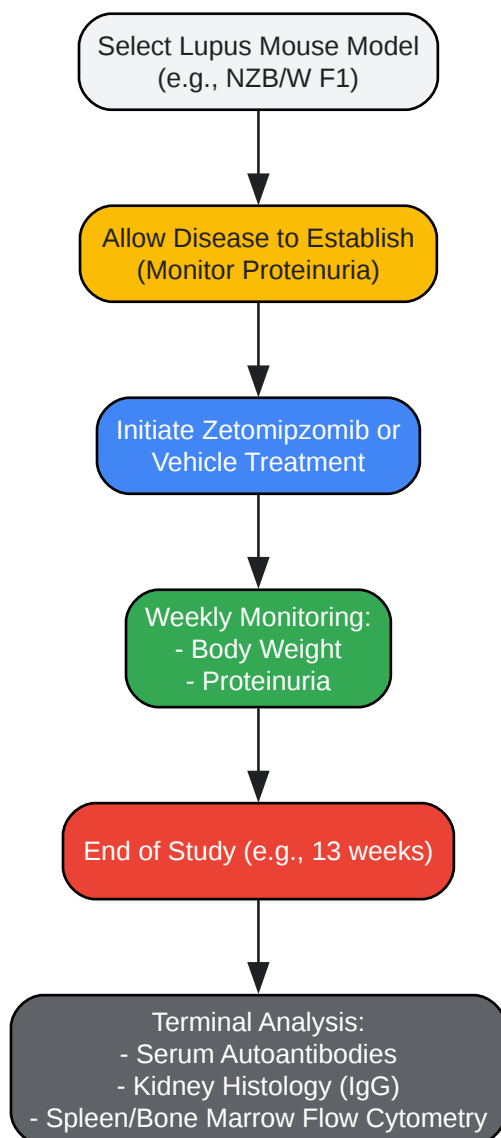 Select Lupus Mouse Model
(e.g., NZB/W F1)
Allow Disease to Establish
(Monitor Proteinuria)
Initiate Zetomipzomib or
Vehicle Treatment
Weekly Monitoring:
- Body Weight
- Proteinuria
End of Study (e.g., 13 weeks)
Terminal Analysis:
- Serum Autoantibodies
- Kidney Histology (IgG)
- Spleen/Bone Marrow Flow Cytometry